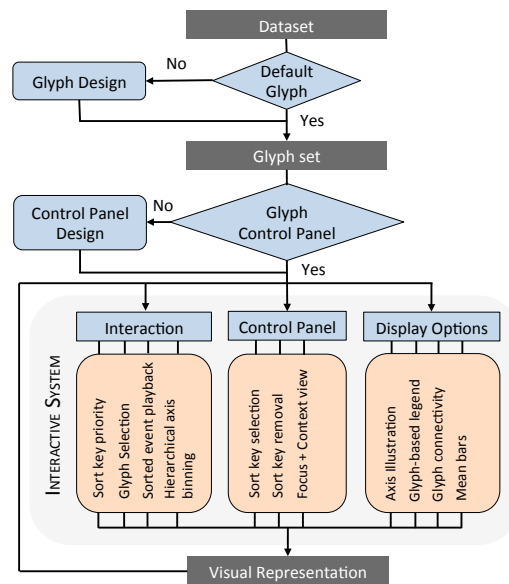 Dataset
Default
Glyph
No
Glyph Design
Yes
Glyph set
Glyph
Control Panel
No
Control Panel
Design
Yes
INTERACTIVE SYSTEM
Interaction
Control Panel
Display Options
Sort key priority
Glyph Selection
Sorted event playback
Hierarchical axis
binning
Sort key selection
Sort key removal
Focus + Context view
Axis Illustration
Glyph-based legend
Glyph connectivity
Mean bars
Visual Representation